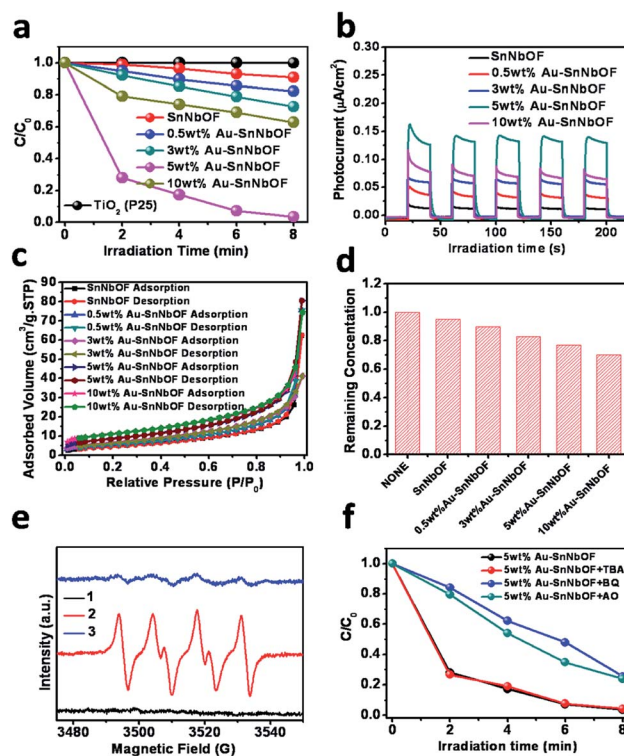 a
C/C0
1.0
0.8
0.6
0.4
0.2
0.0
SnNbOF
0.5wt% Au-SnNbOF
3wt% Au-SnNbOF
5wt% Au-SnNbOF
10wt% Au-SnNbOF
TiO2 (P25)
0 2 4 6 8
Irradiation Time (min)
b
Photocurrent (μA/cm2)
0.30
0.25
0.20
0.15
0.10
0.05
0.00
SnNbOF
0.5wt% Au-SnNbOF
3wt% Au-SnNbOF
5wt% Au-SnNbOF
10wt% Au-SnNbOF
0 50 100 150 200
Irradiation time (s)
c
Adsorbed Volume (cm3/g.STP)
90
80
70
60
50
40
30
20
10
0
SnNbOF Adsorption
SnNbOF Desorption
0.5wt% Au-SnNbOF Adsorption
0.5wt% Au-SnNbOF Desorption
3wt% Au-SnNbOF Adsorption
3wt% Au-SnNbOF Desorption
5wt% Au-SnNbOF Adsorption
5wt% Au-SnNbOF Desorption
10wt% Au-SnNbOF Adsorption
10wt% Au-SnNbOF Desorption
0.0 0.2 0.4 0.6 0.8 1.0
Relative Pressure (P/P0)
d
Remaining Concentration
1.2
1.0
0.8
0.6
0.4
0.2
0.0
NONE
SnNbOF
0.5wt%Au-SnNbOF
3wt%Au-SnNbOF
5wt%Au-SnNbOF
10wt%Au-SnNbOF
e
Intensity (a.u.)
1
2
3
3480 3510 3520 3540
Magnetic Field (G)
f
C/C0
1.0
0.8
0.6
0.4
0.2
0.0
5wt% Au-SnNbOF
5wt% Au-SnNbOF+TBA
5wt% Au-SnNbOF+BQ
5wt% Au-SnNbOF+AO
0 2 4 6 8
Irradiation time (min)